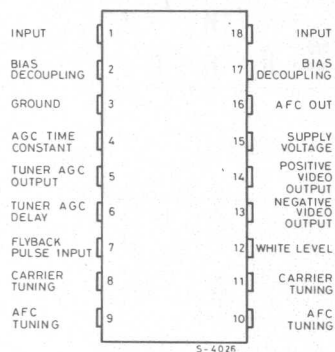 INPUT 1 18 INPUT
BIAS DECOUPLING 2 17 BIAS DECOUPLING
GROUND 3 16 AFC OUT
AGC TIME CONSTANT 4 15 SUPPLY VOLTAGE
TUNER AGC OUTPUT 5 14 POSITIVE VIDEO OUTPUT
TUNER AGC DELAY 6 13 NEGATIVE VIDEO OUTPUT
FLYBACK PULSE INPUT 7 12 WHITE LEVEL
CARRIER TUNING 8 11 CARRIER TUNING
AFC TUNING 9 10 AFC TUNING
S-4026